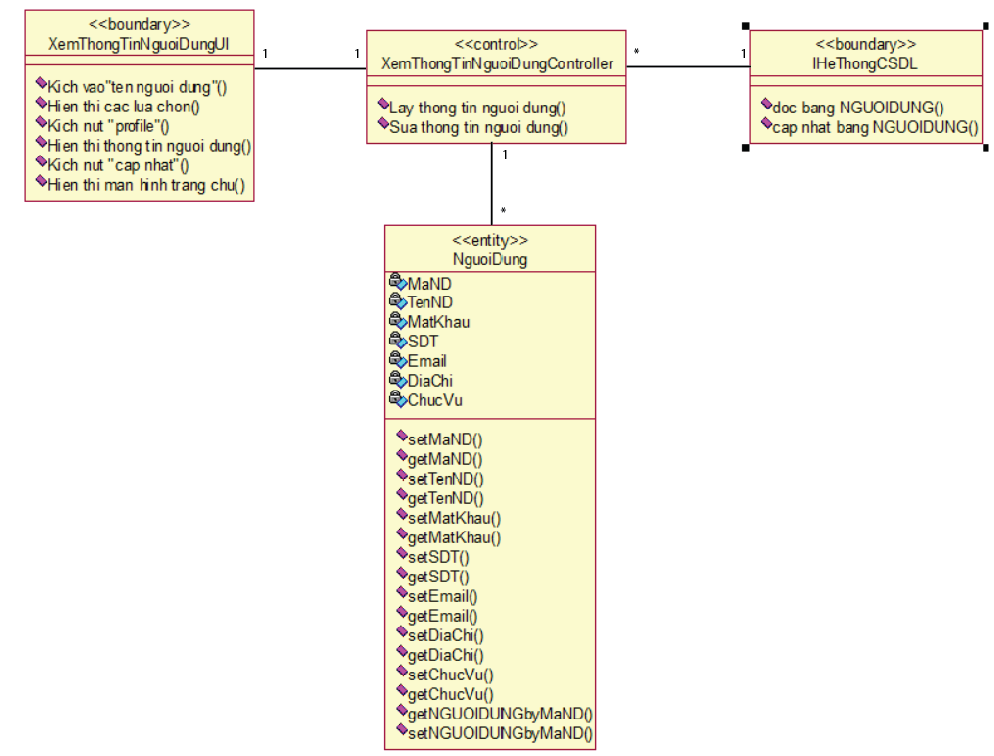 <<boundary>>
XemThongTinNguoiDungUI
Kich vao"ten nguoi dung"()
Hien thi cac lua chon()
Kich nut "profile"()
Hien thi thong tin nguoi dung()
Kich nut "cap nhat"()
Hien thi man hinh trang chu()
1
1
<<control>>
XemThongTinNguoiDungController
Lay thong tin nguoi dung()
Sua thong tin nguoi dung()
*
1
<<boundary>>
IHeThongCSDL
doc bang NGUOIDUNG()
cap nhat bang NGUOIDUNG()
1
*
<<entity>>
NguoiDung
MaND
TenND
MatKhau
SDT
Email
DiaChi
ChucVu
setMaND()
getMaND()
setTenND()
getTenND()
setMatKhau()
getMatKhau()
setSDT()
getSDT()
setEmail()
getEmail()
setDiaChi()
getDiaChi()
setChucVu()
getChucVu()
getNGUOIDUNGbyMaND()
setNGUOIDUNGbyMaND()